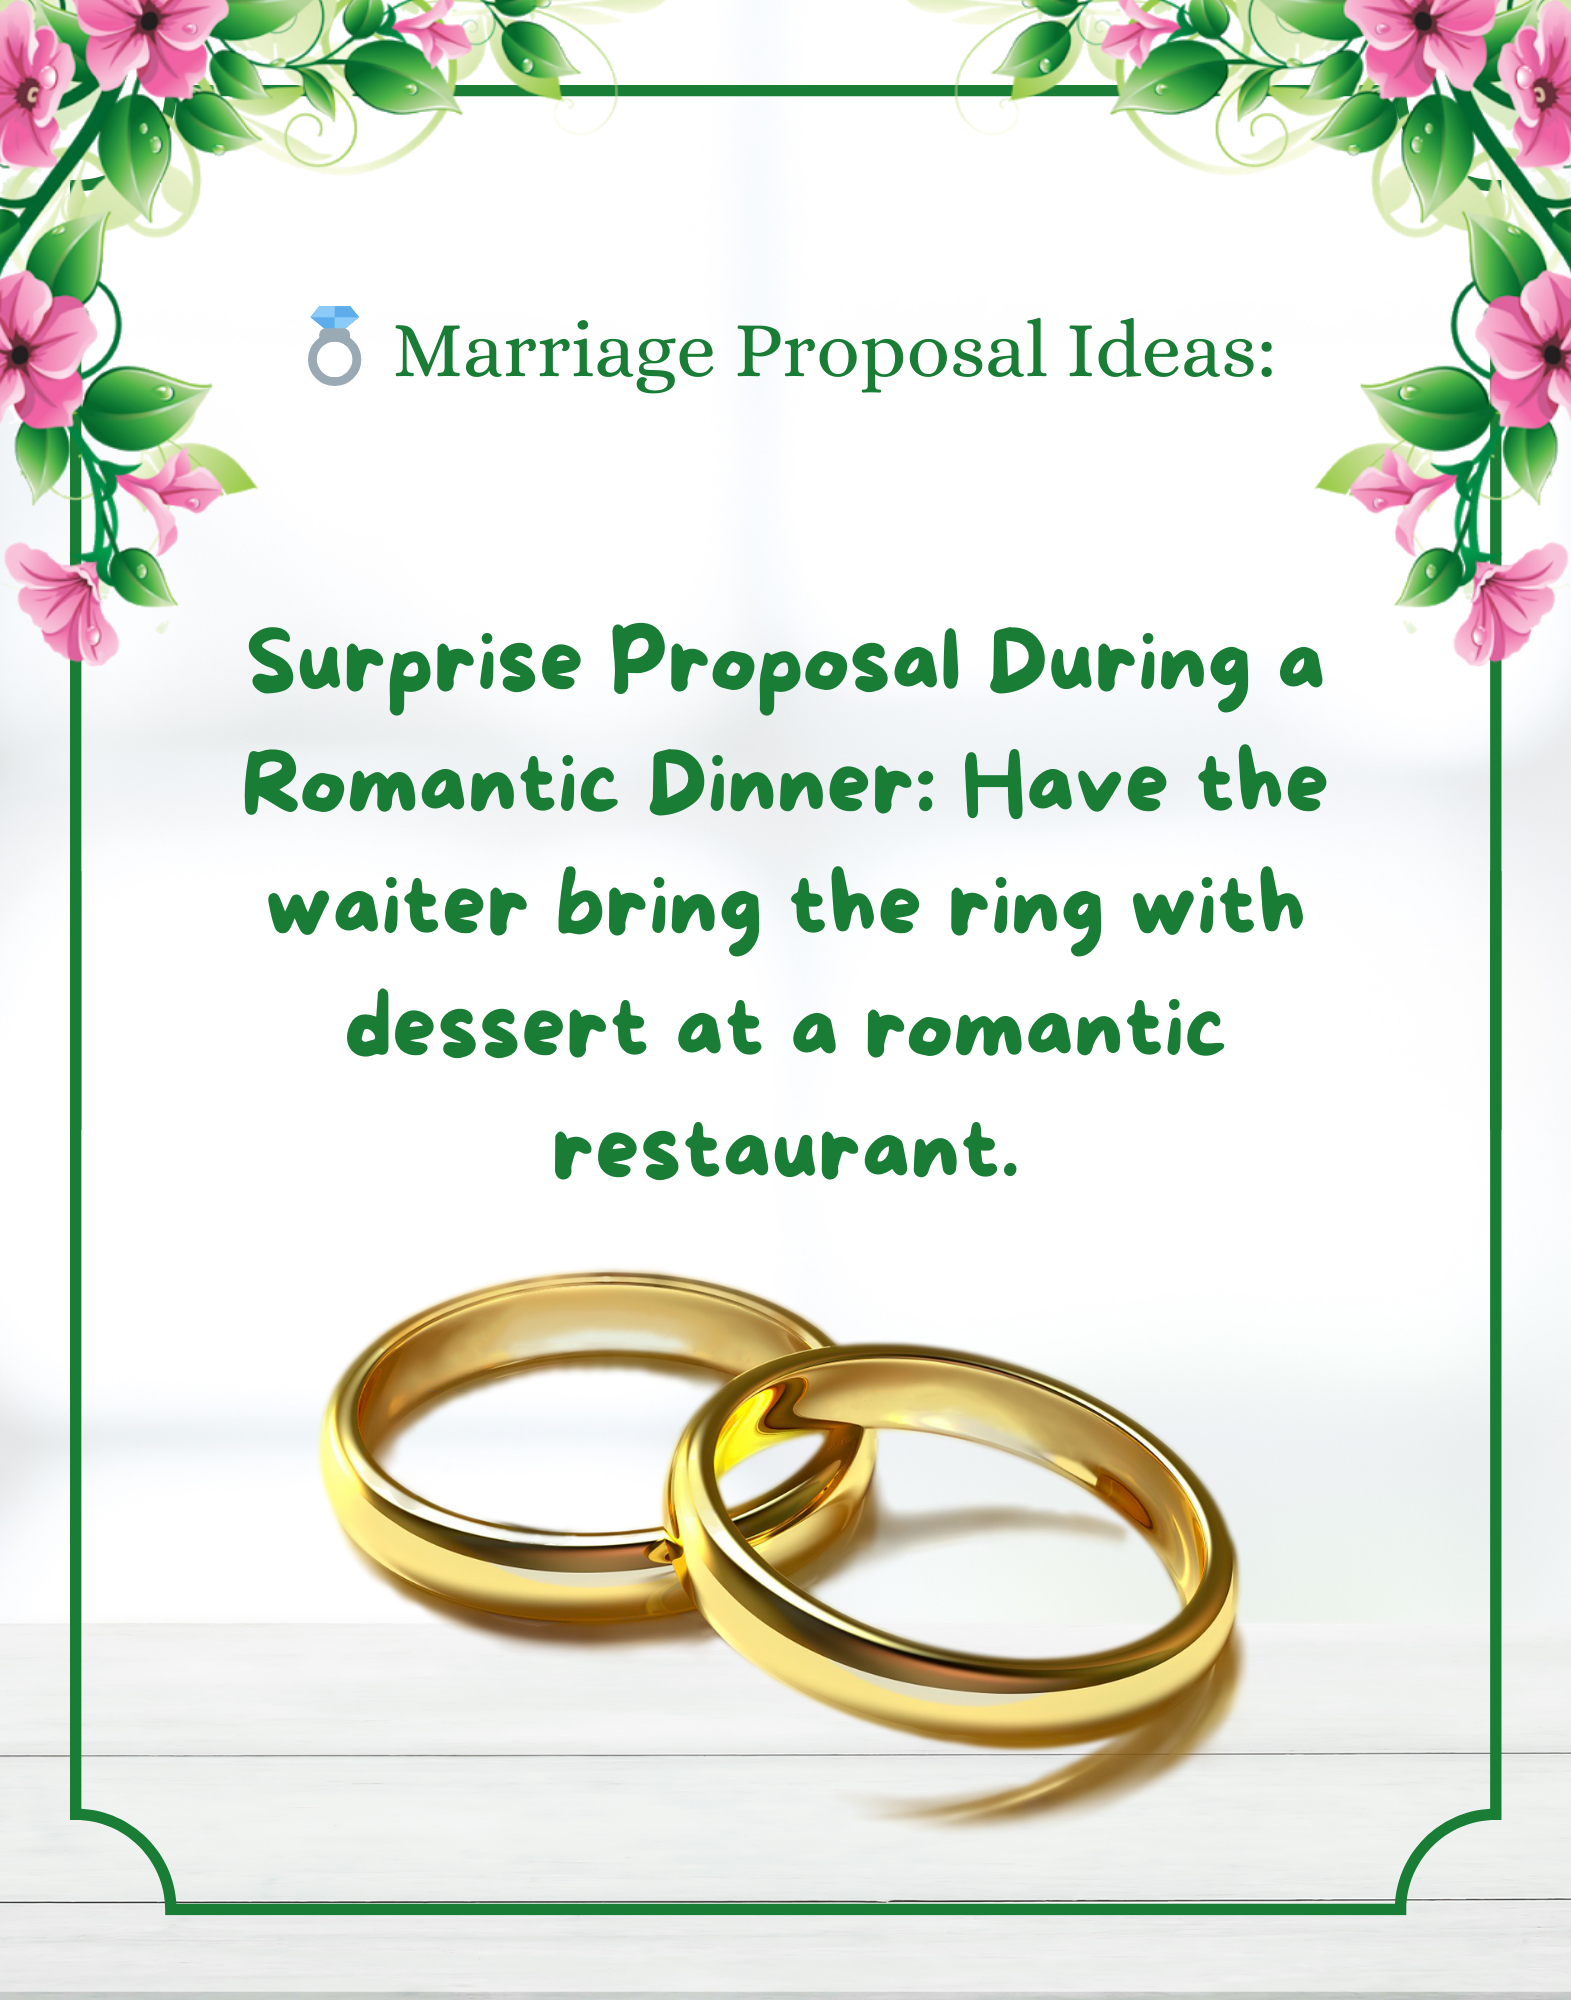 💍 Marriage Proposal Ideas:
Surprise Proposal During a
Romantic Dinner: Have the
waiter bring the ring with
dessert at a romantic
restaurant.